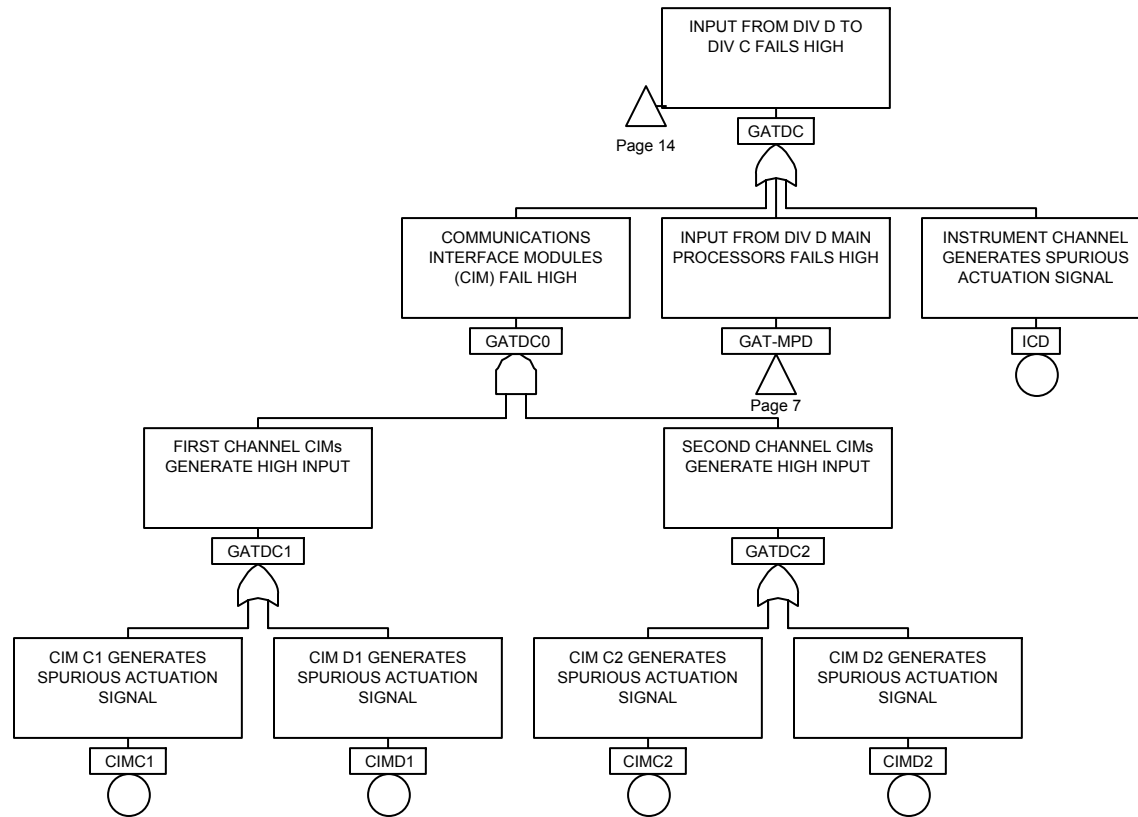 INPUT FROM DIV D TO
DIV C FAILS HIGH
Page 14
GATDC
COMMUNICATIONS
INTERFACE MODULES
(CIM) FAIL HIGH
GATDC0
INPUT FROM DIV D MAIN
PROCESSORS FAILS HIGH
GAT-MPD
Page 7
INSTRUMENT CHANNEL
GENERATES SPURIOUS
ACTUATION SIGNAL
ICD
FIRST CHANNEL CIMs
GENERATE HIGH INPUT
GATDC1
SECOND CHANNEL CIMs
GENERATE HIGH INPUT
GATDC2
CIM C1 GENERATES
SPURIOUS ACTUATION
SIGNAL
CIMC1
CIM D1 GENERATES
SPURIOUS ACTUATION
SIGNAL
CIMD1
CIM C2 GENERATES
SPURIOUS ACTUATION
SIGNAL
CIMC2
CIM D2 GENERATES
SPURIOUS ACTUATION
SIGNAL
CIMD2